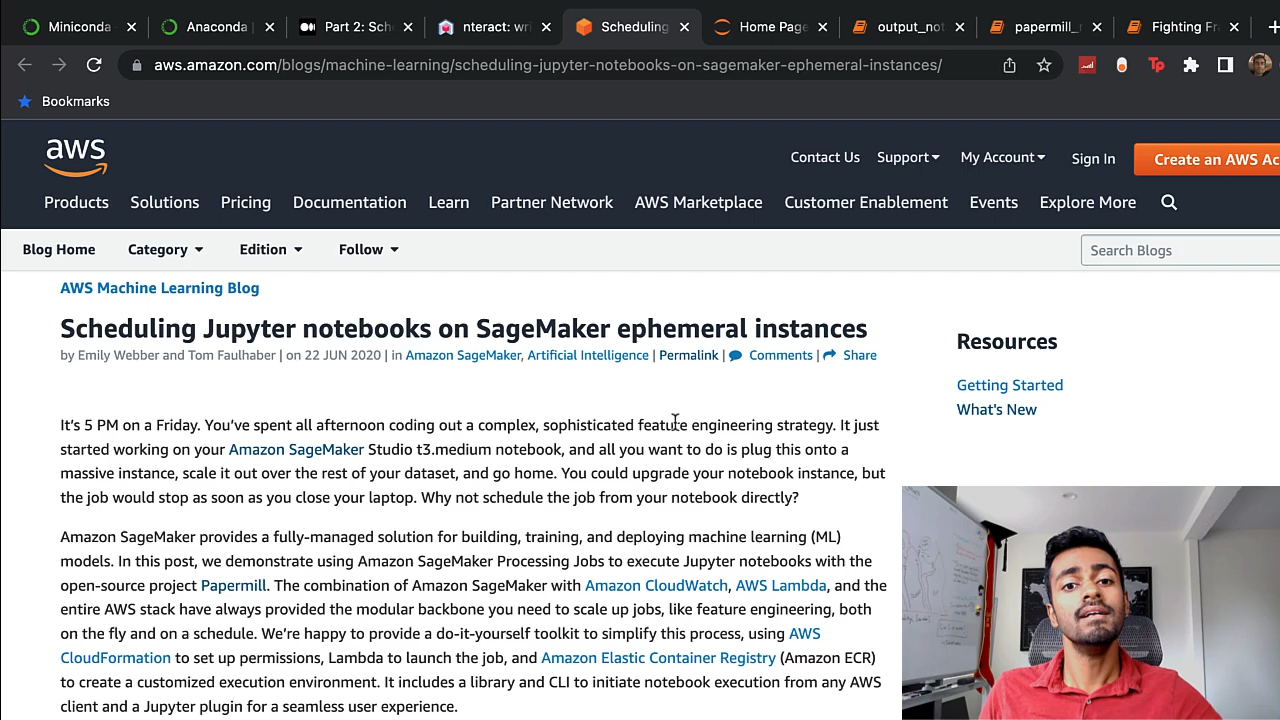 Miniconda
Anaconda |
Part 2: Sch
nteract: wri
Scheduling
Home Page
output_not
papermill_r
Fighting Fr
aws.amazon.com/blogs/machine-learning/scheduling-jupyter-notebooks-on-sagemaker-ephemeral-instances/
Tp
Bookmarks
aws
Contact Us
Support
My Account
Sign In
Create an AWS Ac
Products
Solutions
Pricing
Documentation
Learn
Partner Network
AWS Marketplace
Customer Enablement
Events
Explore More
Blog Home
Category
Edition
Follow
Search Blogs
AWS Machine Learning Blog
Scheduling Jupyter notebooks on SageMaker ephemeral instances
by Emily Webber and Tom Faulhaber | on 22 JUN 2020 | in Amazon SageMaker, Artificial Intelligence | Permalink | Comments | Share
Resources
Getting Started
What's New
It's 5 PM on a Friday. You've spent all afternoon coding out a complex, sophisticated feature engineering strategy. It just
started working on your Amazon SageMaker Studio t3.medium notebook, and all you want to do is plug this onto a
massive instance, scale it out over the rest of your dataset, and go home. You could upgrade your notebook instance, but
the job would stop as soon as you close your laptop. Why not schedule the job from your notebook directly?
Amazon SageMaker provides a fully-managed solution for building, training, and deploying machine learning (ML)
models. In this post, we demonstrate using Amazon SageMaker Processing Jobs to execute Jupyter notebooks with the
open-source project Papermill. The combination of Amazon SageMaker with Amazon CloudWatch, AWS Lambda, and the
entire AWS stack have always provided the modular backbone you need to scale up jobs, like feature engineering, both
on the fly and on a schedule. We're happy to provide a do-it-yourself toolkit to simplify this process, using AWS
CloudFormation to set up permissions, Lambda to launch the job, and Amazon Elastic Container Registry (Amazon ECR)
to create a customized execution environment. It includes a library and CLI to initiate notebook execution from any AWS
client and a Jupyter plugin for a seamless user experience.